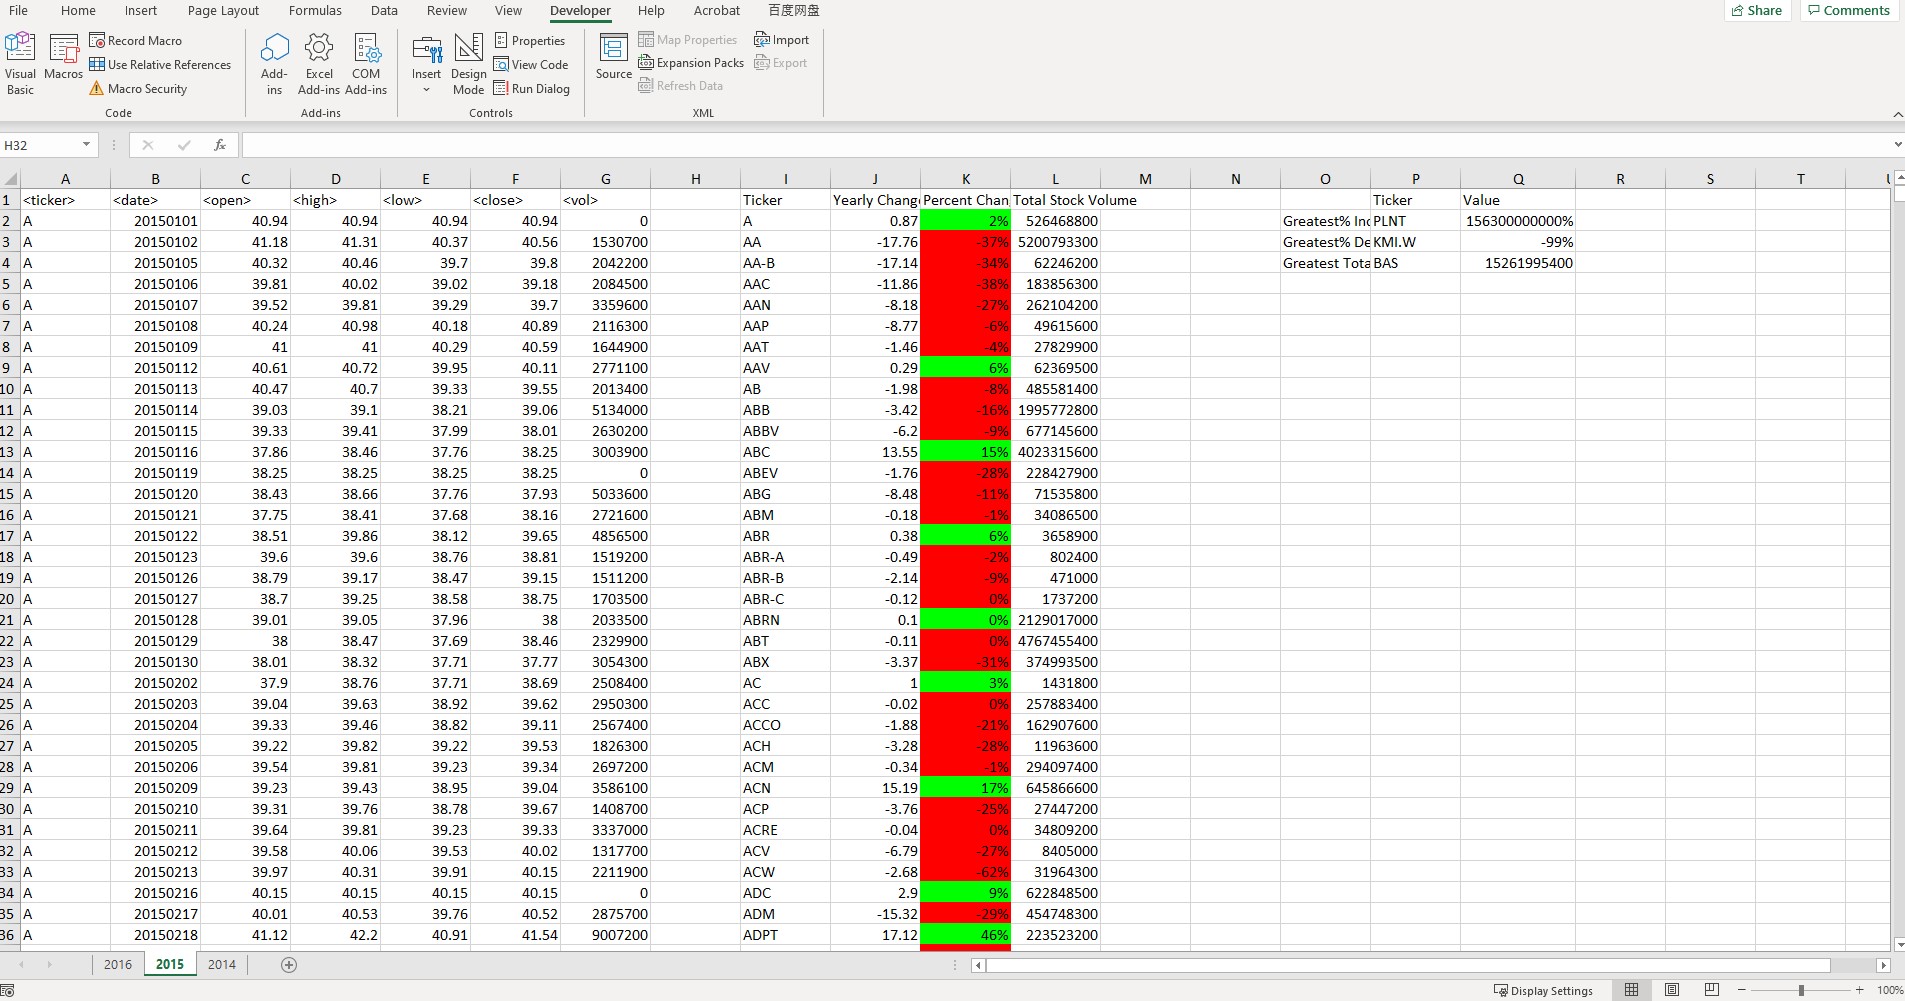 File Home Insert Page Layout Formulas Data Review View Developer Help Acrobat 百度网盘 Share Comments
Visual Basic Macros Record Macro Use Relative References Macro Security Code
Add-ins Excel Add-ins COM Add-ins Add-ins
Insert Design Mode Properties View Code Run Dialog Controls
Source Map Properties Expansion Packs Refresh Data Import Export XML
H32 fx
A B C D E F G H I J K L M N O P Q R S T
1 <ticker> <date> <open> <high> <low> <close> <vol> Ticker Yearly Chang Percent Chan Total Stock Volume Ticker Value
2 A 20150101 40.94 40.94 40.94 40.94 0 A 0.87 2% 526468800 Greatest% Inc PLNT 156300000000%
3 A 20150102 41.18 41.31 40.37 40.56 1530700 AA -17.76 -37% 5200793300 Greatest% De KMI.W -99%
4 A 20150105 40.32 40.46 39.7 39.8 2042200 AA-B -17.14 -34% 62246200 Greatest Tota BAS 15261995400
5 A 20150106 39.81 40.02 39.02 39.18 2084500 AAC -11.86 -38% 183856300
6 A 20150107 39.52 39.81 39.29 39.7 3359600 AAN -8.18 -27% 262104200
7 A 20150108 40.24 40.98 40.18 40.89 2116300 AAP -8.77 -6% 49615600
8 A 20150109 41 41 40.29 40.59 1644900 AAT -1.46 -4% 27829900
9 A 20150112 40.61 40.72 39.95 40.11 2771100 AAV 0.29 6% 62369500
10 A 20150113 40.47 40.7 39.33 39.55 2013400 AB -1.98 -8% 485581400
11 A 20150114 39.03 39.1 38.21 39.06 5134000 ABB -3.42 -16% 1995772800
12 A 20150115 39.33 39.41 37.99 38.01 2630200 ABBV -6.2 -9% 677145600
13 A 20150116 37.86 38.46 37.76 38.25 3003900 ABC 13.55 15% 4023315600
14 A 20150119 38.25 38.25 38.25 38.25 0 ABEV -1.76 -28% 228427900
15 A 20150120 38.43 38.66 37.76 37.93 5033600 ABG -8.48 -11% 71535800
16 A 20150121 37.75 38.41 37.68 38.16 2721600 ABM -0.18 -1% 34086500
17 A 20150122 38.51 39.86 38.12 39.65 4856500 ABR 0.38 6% 3658900
18 A 20150123 39.6 39.6 38.76 38.81 1519200 ABR-A -0.49 -2% 802400
19 A 20150126 38.79 39.17 38.47 39.15 1511200 ABR-B -2.14 -9% 471000
20 A 20150127 38.7 39.25 38.58 38.75 1703500 ABR-C -0.12 0% 1737200
21 A 20150128 39.01 39.05 37.96 38 2033500 ABRN 0.1 0% 2129017000
22 A 20150129 38 38.47 37.69 38.46 2329900 ABT -0.11 0% 4767455400
23 A 20150130 38.01 38.32 37.71 37.77 3054300 ABX -3.37 -31% 374993500
24 A 20150202 37.9 38.76 37.71 38.69 2508400 AC 1 3% 1431800
25 A 20150203 39.04 39.63 38.92 39.62 2950300 ACC -0.02 0% 257883400
26 A 20150204 39.33 39.46 38.82 39.11 2567400 ACCO -1.88 -21% 162907600
27 A 20150205 39.22 39.82 39.22 39.53 1826300 ACH -3.28 -28% 11963600
28 A 20150206 39.54 39.81 39.23 39.34 2697200 ACM -0.34 -1% 294097400
29 A 20150209 39.23 39.43 38.95 39.04 3586100 ACN 15.19 17% 645866600
30 A 20150210 39.31 39.76 38.78 39.67 1408700 ACP -3.76 -25% 27447200
31 A 20150211 39.64 39.81 39.23 39.33 3337000 ACRE -0.04 0% 34809200
32 A 20150212 39.58 40.06 39.53 40.02 1317700 ACV -6.79 -27% 8405000
33 A 20150213 39.97 40.31 39.91 40.15 2211900 ACW -2.68 -62% 31964300
34 A 20150216 40.15 40.15 40.15 40.15 0 ADC 2.9 9% 622848500
35 A 20150217 40.01 40.53 39.76 40.52 2875700 ADM -15.32 -29% 454748300
36 A 20150218 41.12 42.2 40.91 41.54 9007200 ADPT 17.12 46% 223523200
2016 2015 2014
Display Settings 100%